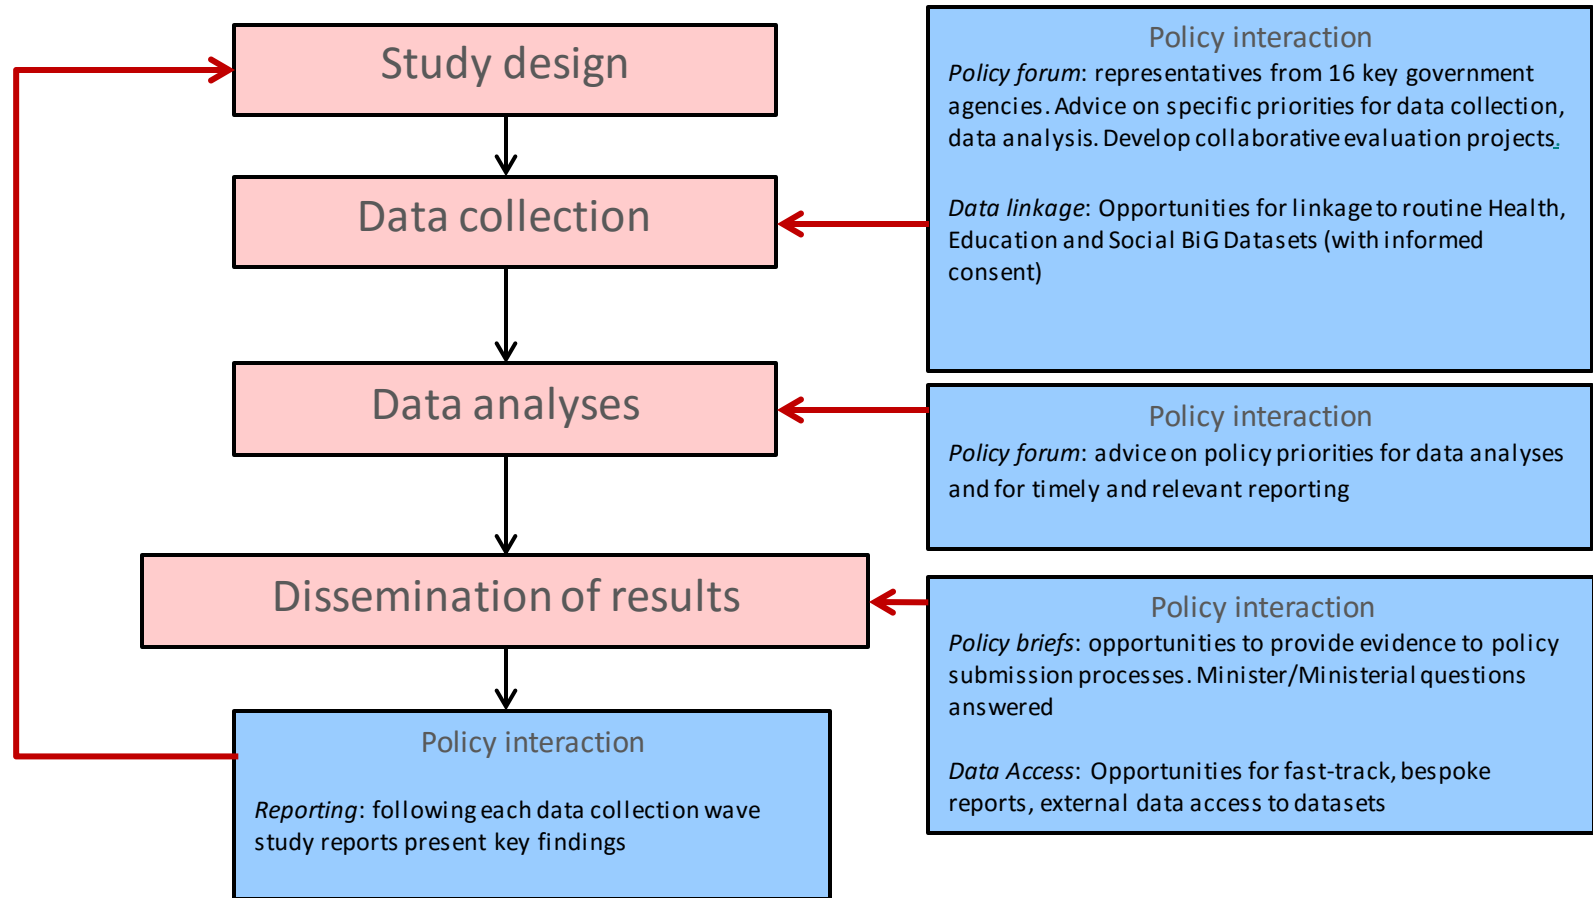 Study design
Data collection
Data analyses
Dissemination of results
Policy interaction
Reporting: following each data collection wave
study reports present key findings
Policy interaction
Policy forum: representatives from 16 key government
agencies. Advice on specific priorities for data collection,
data analysis. Develop collaborative evaluation projects.
Data linkage: Opportunities for linkage to routine Health,
Education and Social BiG Datasets (with informed
consent)
Policy interaction
Policy forum: advice on policy priorities for data analyses
and for timely and relevant reporting
Policy interaction
Policy briefs: opportunities to provide evidence to policy
submission processes. Minister/Ministerial questions
answered
Data Access: Opportunities for fast-track, bespoke
reports, external data access to datasets